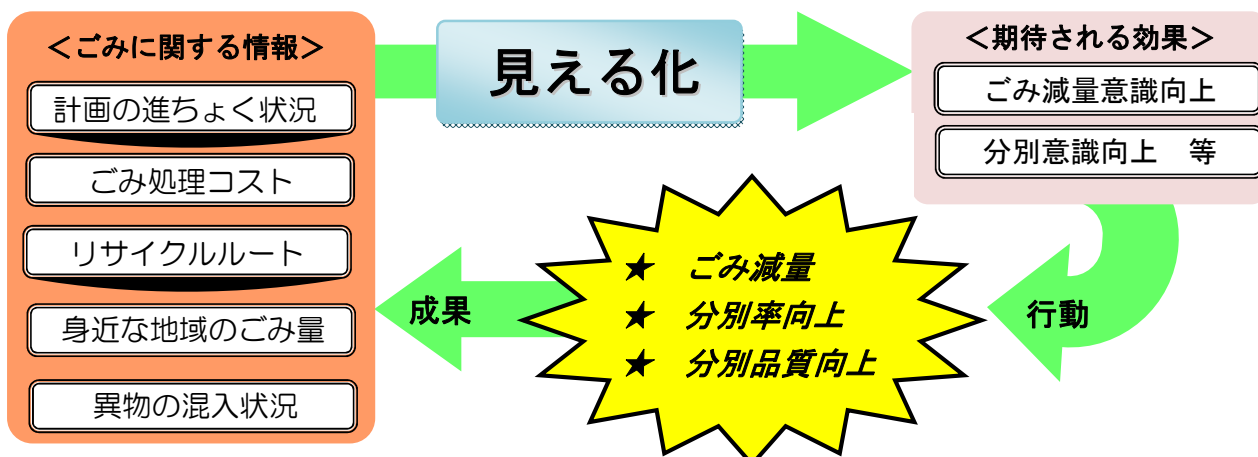 ＜ごみに関する情報＞
計画の進ちょく状況
ごみ処理コスト
リサイクルルート
身近な地域のごみ量
異物の混入状況
見える化
＜期待される効果＞
ごみ減量意識向上
分別意識向上　等
行動
★　ごみ減量
★　分別率向上
★　分別品質向上
成果